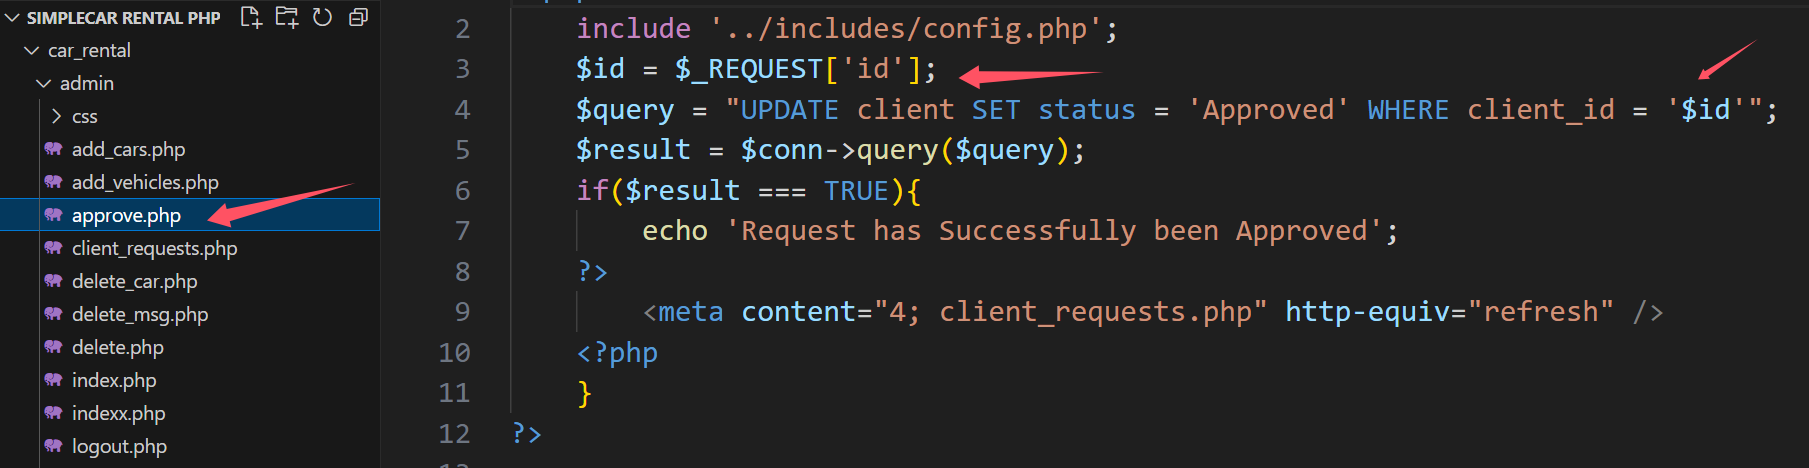 SIMPLECAR RENTAL PHP
car_rental
admin
css
add_cars.php
add_vehicles.php
approve.php
client_requests.php
delete_car.php
delete_msg.php
delete.php
index.php
indexx.php
logout.php
2 include '../includes/config.php';
3 $id = $_REQUEST['id'];
4 $query = "UPDATE client SET status = 'Approved' WHERE client_id = '$id'";
5 $result = $conn->query($query);
6 if($result === TRUE){
7 echo 'Request has Successfully been Approved';
8 ?>
9 <meta content="4; client_requests.php" http-equiv="refresh" />
10 <?php
11 }
12 ?>